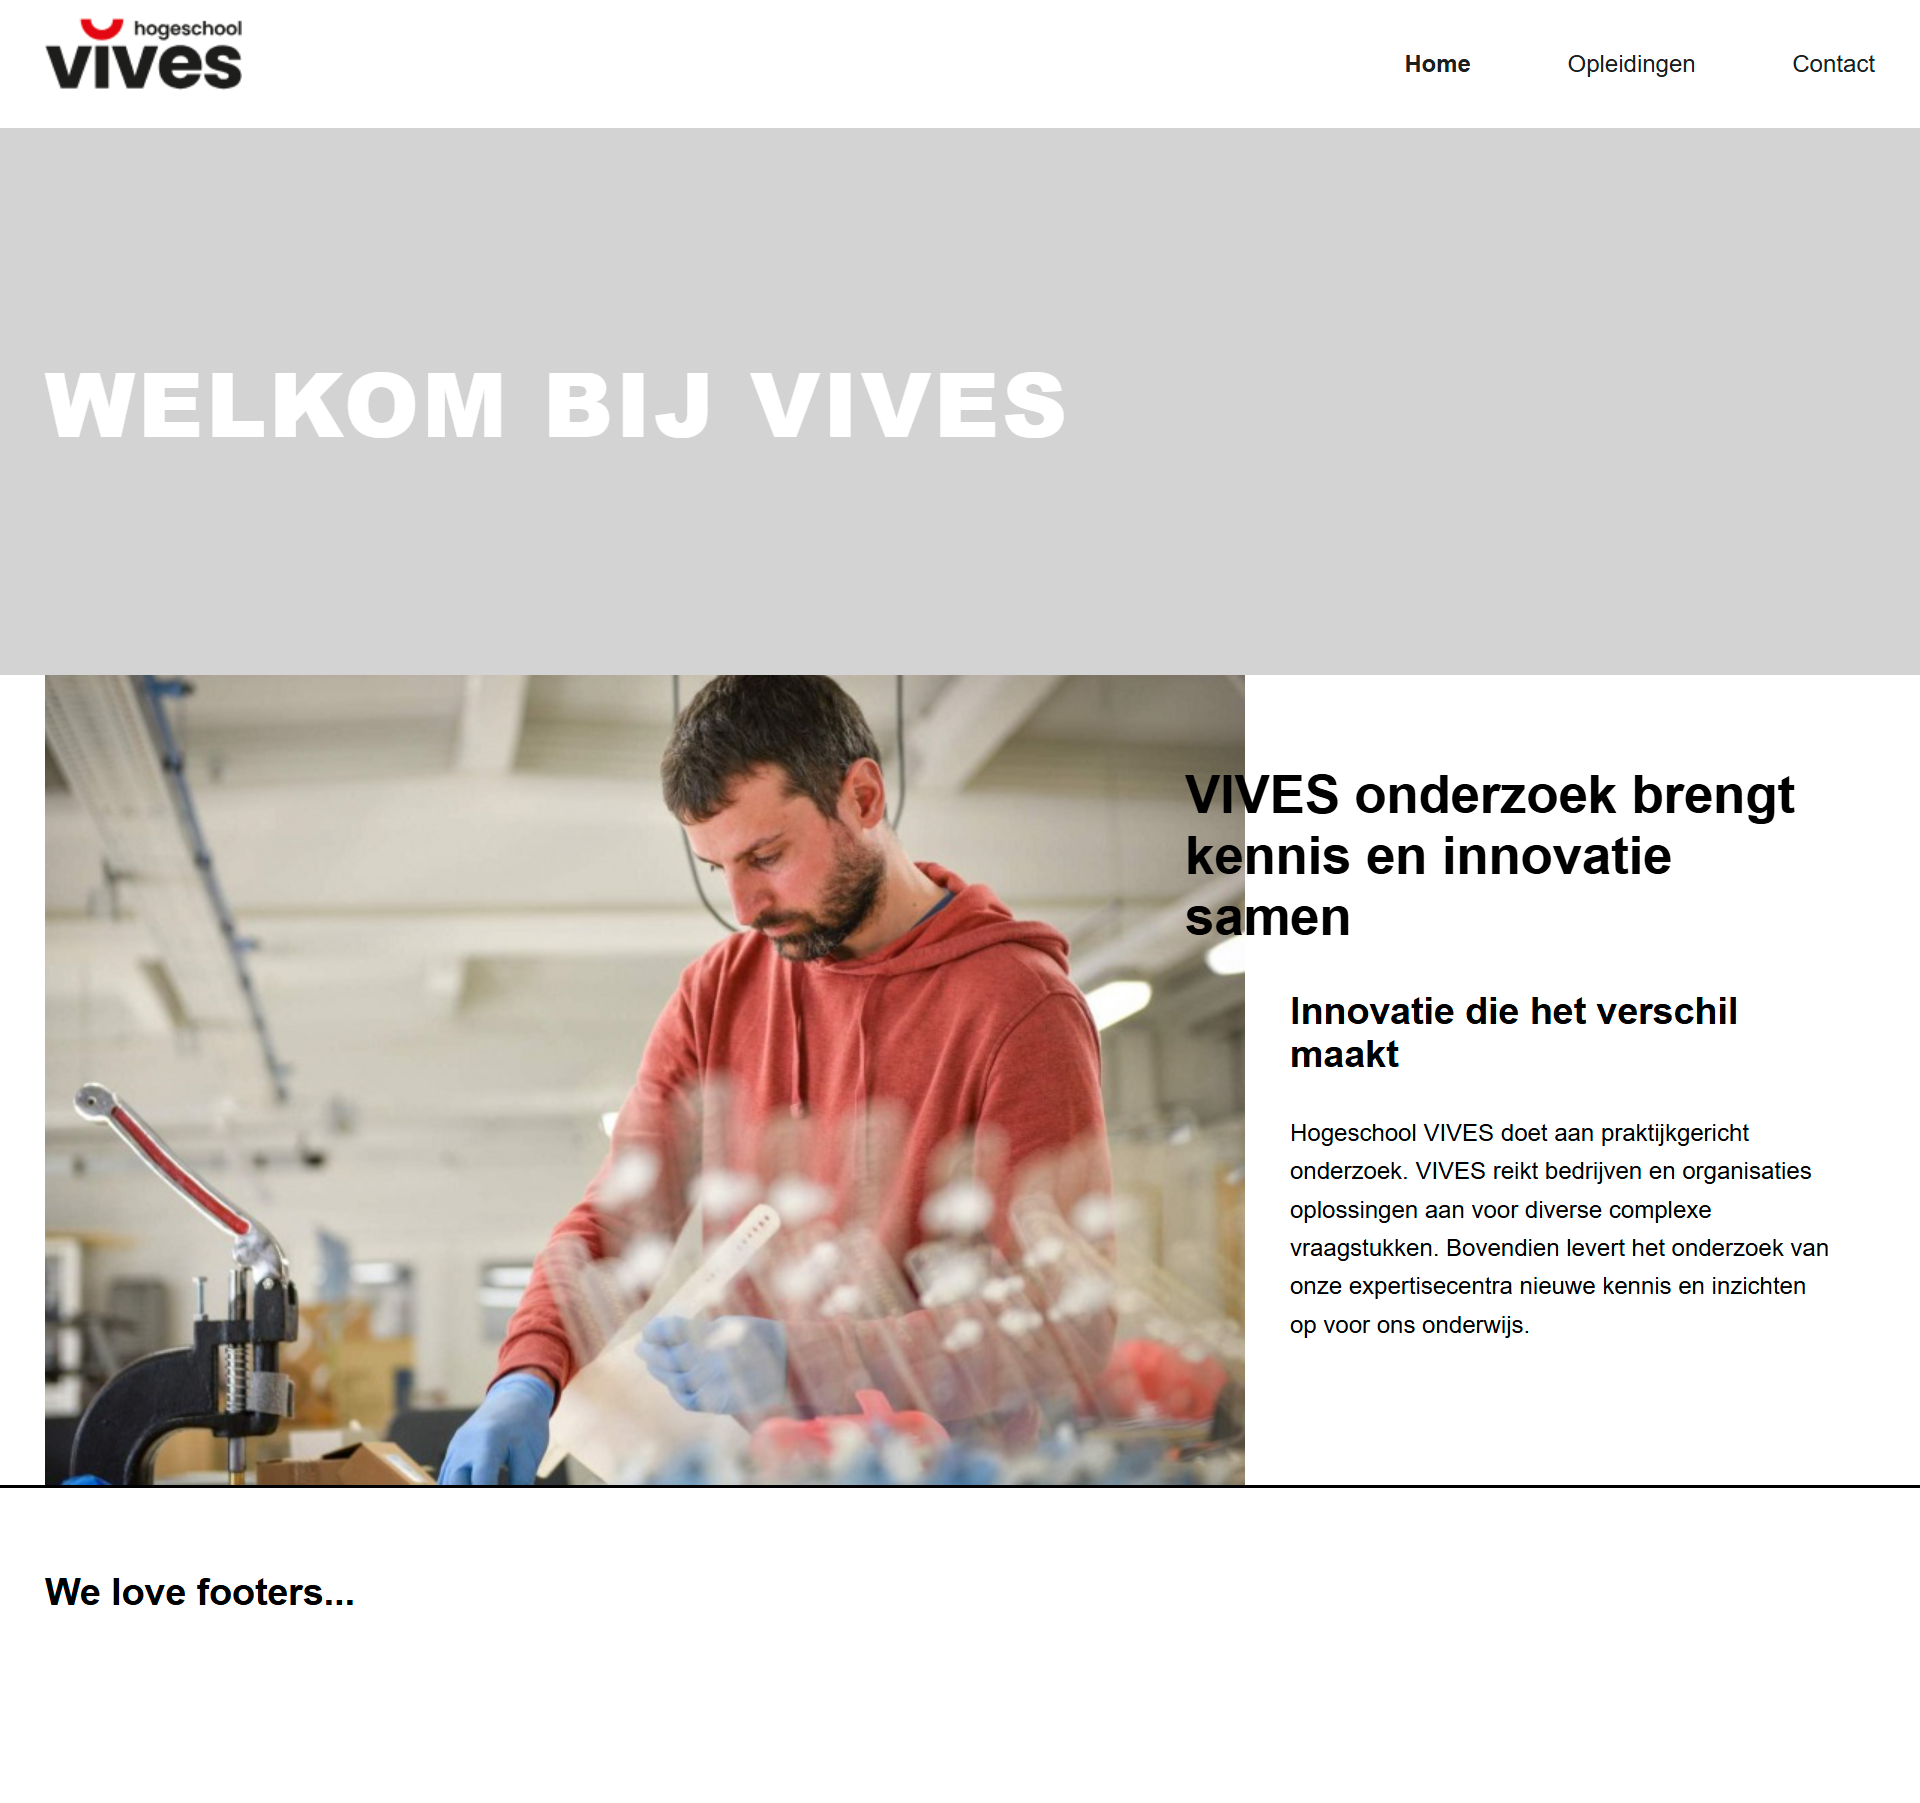 hogeschool
vives
Home
Opleidingen
Contact
WELKOM BIJ VIVES
VIVES onderzoek brengt
kennis en innovatie
samen
Innovatie die het verschil
maakt
Hogeschool VIVES doet aan praktijkgericht
onderzoek. VIVES reikt bedrijven en organisaties
oplossingen aan voor diverse complexe
vraagstukken. Bovendien levert het onderzoek van
onze expertisecentra nieuwe kennis en inzichten
op voor ons onderwijs.
We love footers...